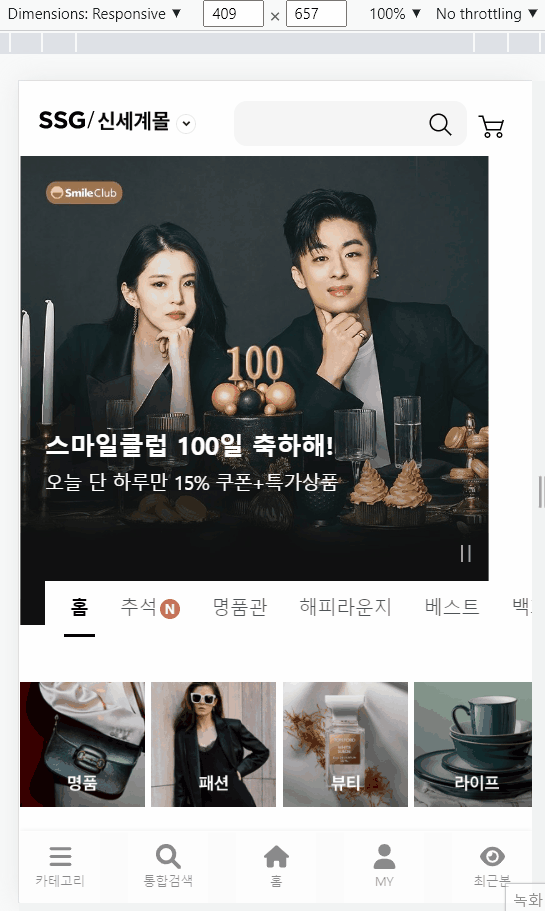 Dimensions: Responsive ▼ 409 × 657 100% ▼ No throttling ▼
SSG/신세계몰
SmileClub
100
스마일클럽 100일 축하해!
오늘 단 하루만 15% 쿠폰+특가상품
홈 추석 N 명품관 해피라운지 베스트
명품 패션 뷰티 라이프
카테고리 통합검색 홈 MY 최근본
녹화